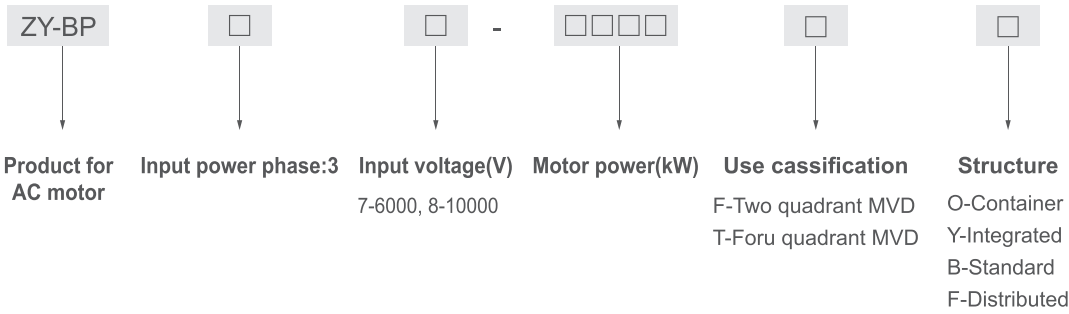 ZY-BP □ □ - □□□□ □ □
Product for
AC motor
Input power phase:3
Input voltage(V)
7-6000, 8-10000
Motor power(kW)
Use cassification
F-Two quadrant MVD
T-Foru quadrant MVD
Structure
O-Container
Y-Integrated
B-Standard
F-Distributed